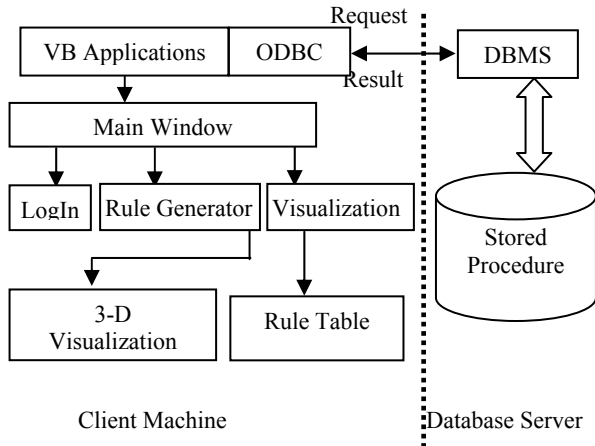 Request
VB Applications
ODBC
DBMS
Result
Main Window
LogIn
Rule Generator
Visualization
Stored
Procedure
3-D
Visualization
Rule Table
Client Machine
Database Server